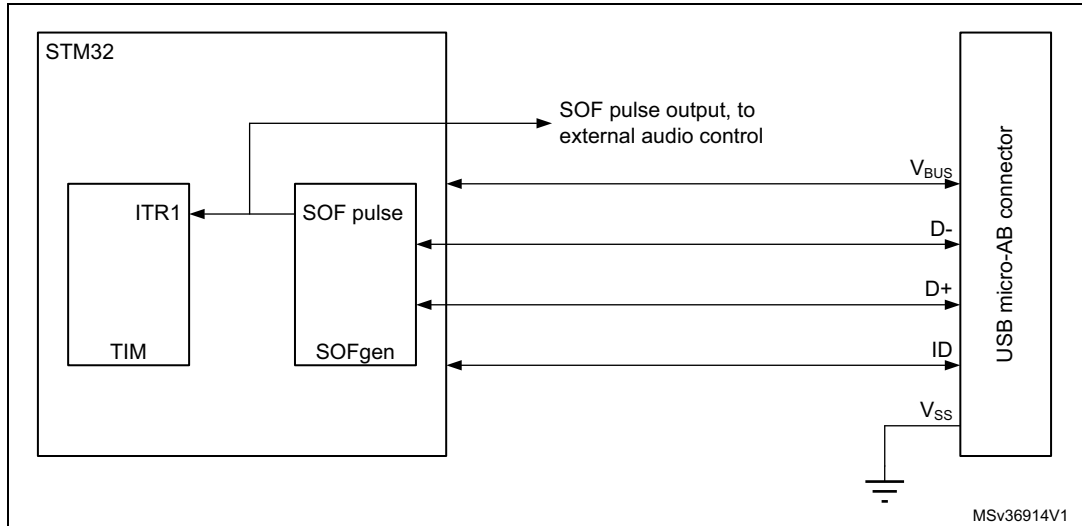 STM32
SOF pulse output, to
external audio control
VBUS
ITR1
SOF pulse
D-
D+
TIM
SOFgen
ID
VSS
USB micro-AB connector
MSv36914V1